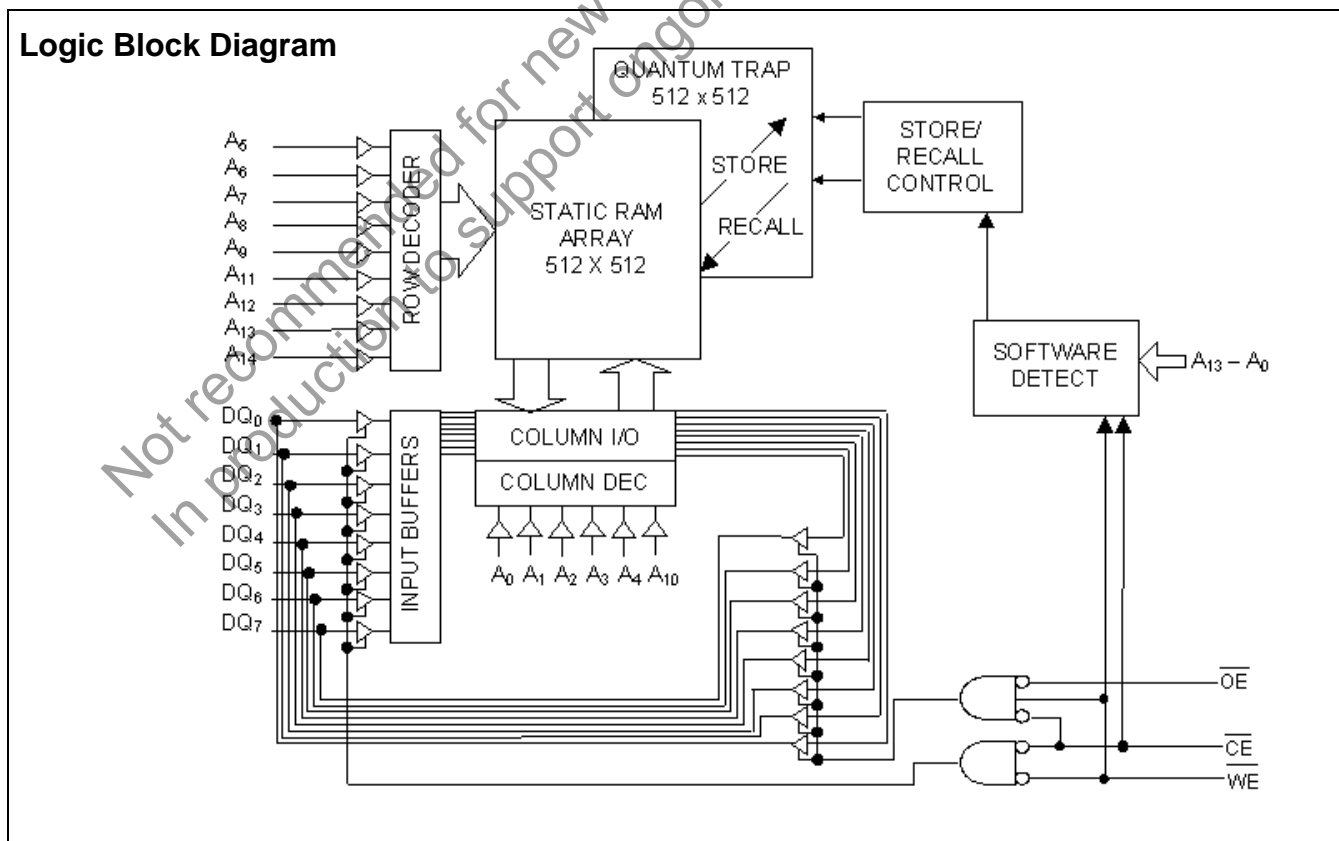 Logic Block Diagram
Not recommended for new
In production to support ongo
QUANTUM TRAP
512 x 512
STORE/
RECALL
CONTROL
STORE
RECALL
STATIC RAM
ARRAY
512 X 512
A5
A6
A7
A8
A9
A11
A12
A13
A14
ROW DECODER
SOFTWARE
DETECT
A13 – A0
DQ0
DQ1
DQ2
DQ3
DQ4
DQ5
DQ6
DQ7
INPUT BUFFERS
COLUMN I/O
COLUMN DEC
A0 A1 A2 A3 A4 A10
OE
CE
WE